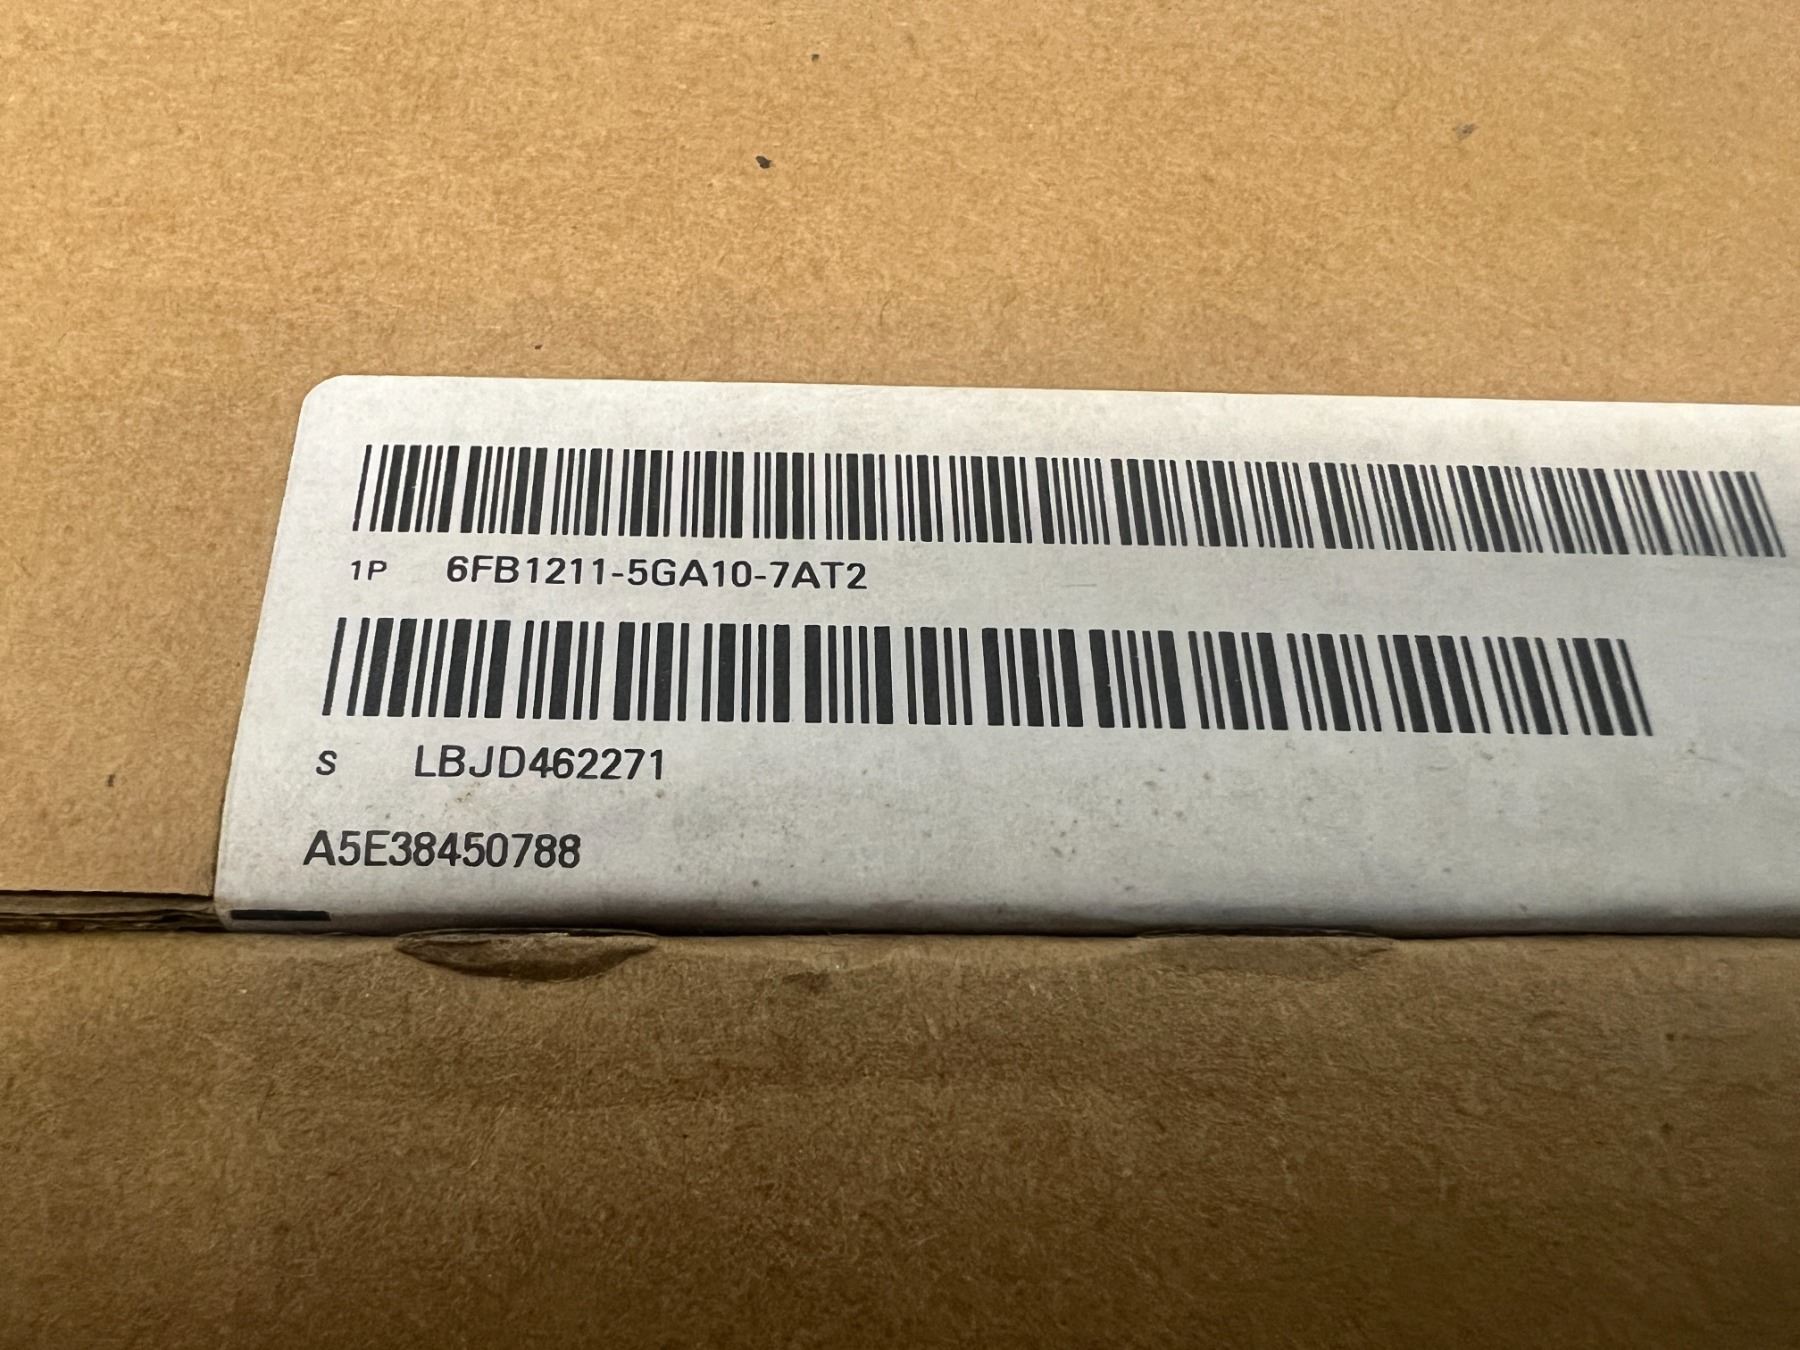 1P 6FB1211-5GA10-7AT2
S LBJD462271
A5E38450788